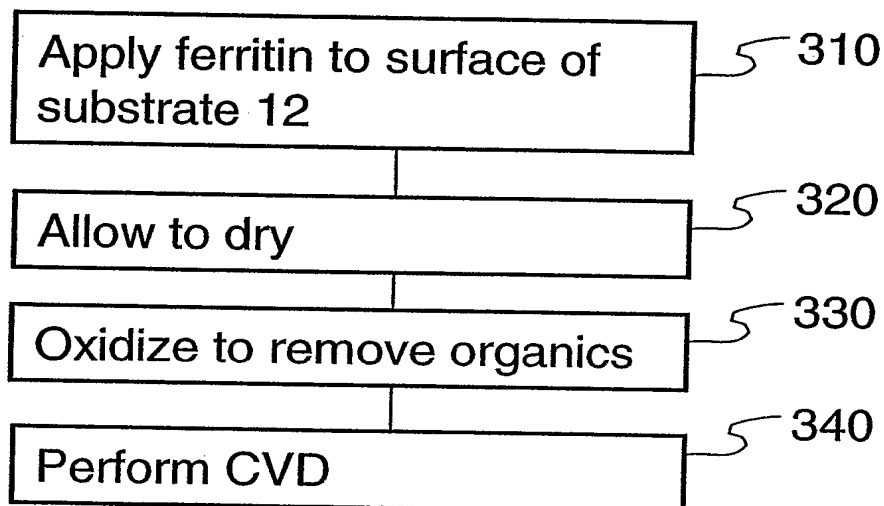 Apply ferritin to surface of
substrate 12
310
Allow to dry
320
Oxidize to remove organics
330
Perform CVD
340